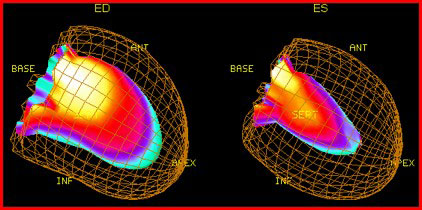 ED
ES
ANT
BASE
APEX
INF
ANT
BASE
SEPT
APEX
INF